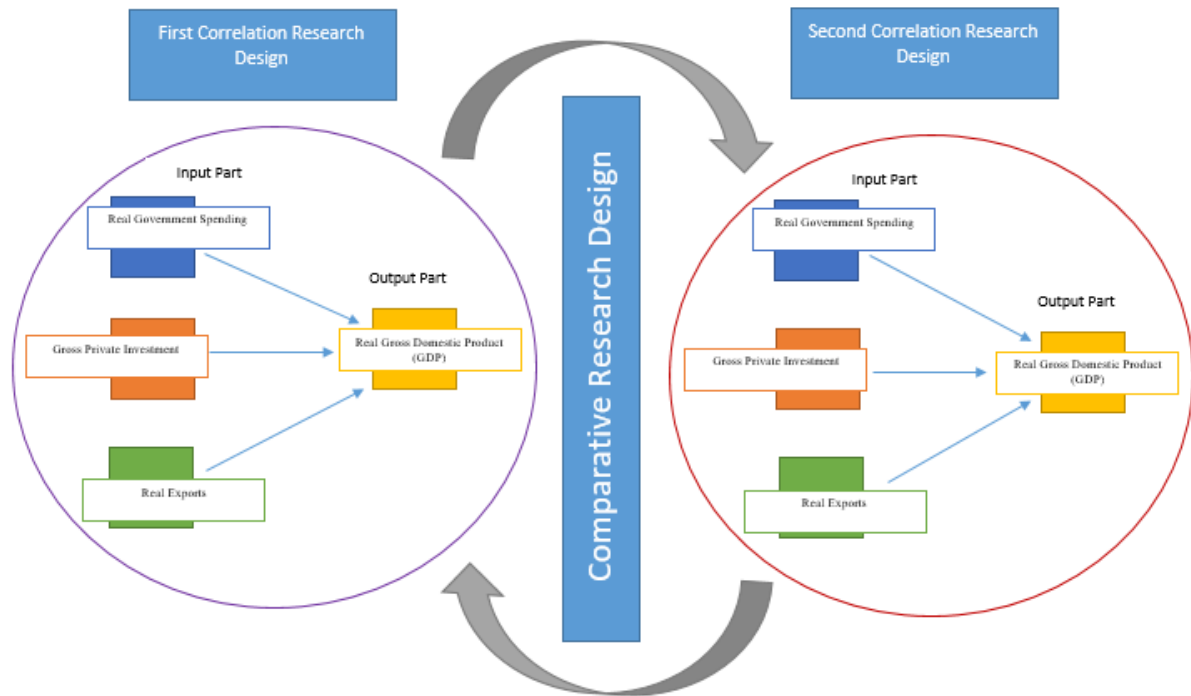 First Correlation Research
Design
Input Part
Real Government Spending
Output Part
Gross Private Investment
Real Gross Domestic Product
(GDP)
Real Exports
Comparative Research Design
Second Correlation Research
Design
Input Part
Real Government Spending
Output Part
Gross Private Investment
Real Gross Domestic Product
(GDP)
Real Exports